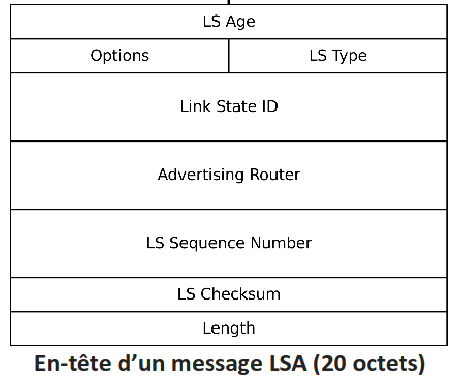 LS Age
Options LS Type
Link State ID
Advertising Router
LS Sequence Number
LS Checksum
Length
En-tête d’un message LSA (20 octets)